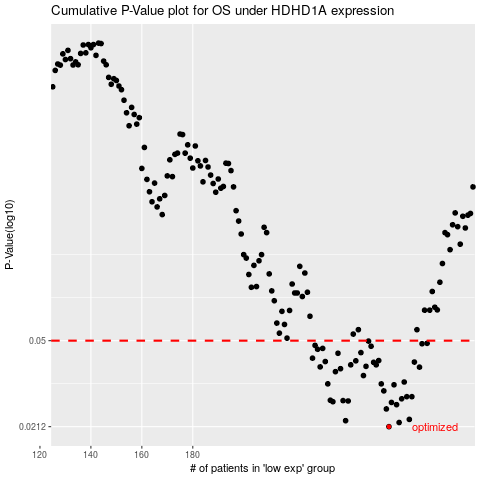 Cumulative P-Value plot for OS under HDHD1A expression
P-Value(log10)
0.05
0.0212
optimized
120 140 160 180
# of patients in 'low exp' group